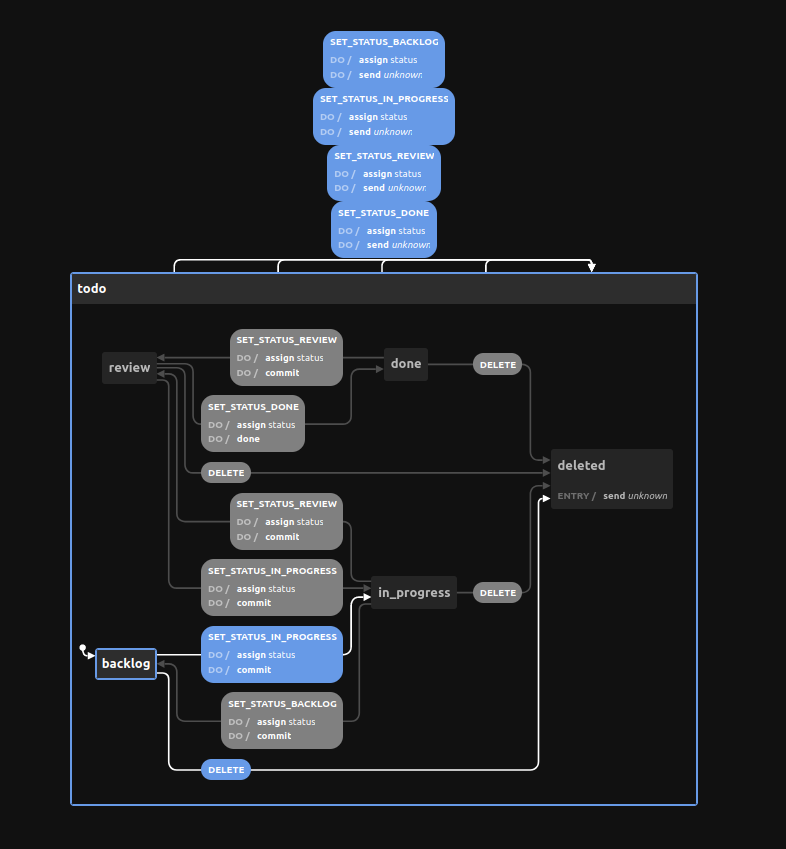 SET_STATUS_BACKLOG
DO / assign status
DO / send unknown
SET_STATUS_IN_PROGRESS
DO / assign status
DO / send unknown
SET_STATUS_REVIEW
DO / assign status
DO / send unknown
SET_STATUS_DONE
DO / assign status
DO / send unknown
todo
SET_STATUS_REVIEW
DO / assign status
DO / commit
review
done
DELETE
SET_STATUS_DONE
DO / assign status
DO / done
DELETE
deleted
ENTRY / send unknown
SET_STATUS_REVIEW
DO / assign status
DO / commit
SET_STATUS_IN_PROGRESS
DO / assign status
DO / commit
in_progress
DELETE
SET_STATUS_IN_PROGRESS
DO / assign status
DO / commit
backlog
SET_STATUS_BACKLOG
DO / assign status
DO / commit
DELETE